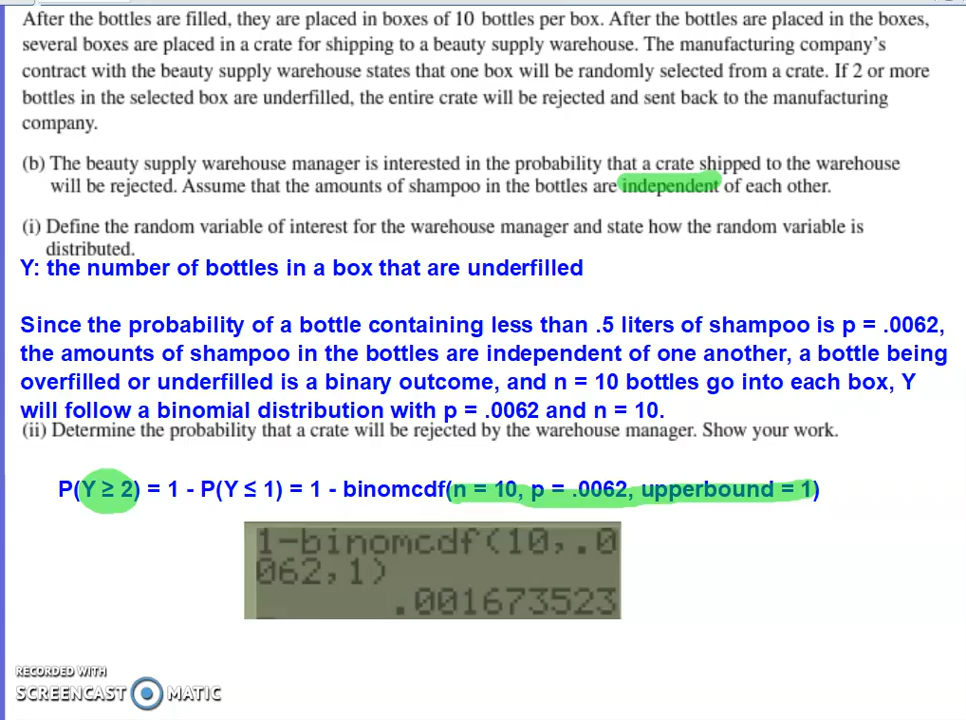 After the bottles are filled, they are placed in boxes of 10 bottles per box. After the bottles are placed in the boxes,
several boxes are placed in a crate for shipping to a beauty supply warehouse. The manufacturing company's
contract with the beauty supply warehouse states that one box will be randomly selected from a crate. If 2 or more
bottles in the selected box are underfilled, the entire crate will be rejected and sent back to the manufacturing
company.
(b) The beauty supply warehouse manager is interested in the probability that a crate shipped to the warehouse
will be rejected. Assume that the amounts of shampoo in the bottles are independent of each other.
(i) Define the random variable of interest for the warehouse manager and state how the random variable is
distributed.
Y: the number of bottles in a box that are underfilled
Since the probability of a bottle containing less than .5 liters of shampoo is p = .0062,
the amounts of shampoo in the bottles are independent of one another, a bottle being
overfilled or underfilled is a binary outcome, and n = 10 bottles go into each box, Y
will follow a binomial distribution with p = .0062 and n = 10.
(ii) Determine the probability that a crate will be rejected by the warehouse manager. Show your work.
P(Y ≥ 2) = 1 - P(Y ≤ 1) = 1 - binomcdf(n = 10, p = .0062, upperbound = 1)
1-binomcdf(10,.0
062,1)
.001673523
RECORDED WITH
SCREENCAST MATIC